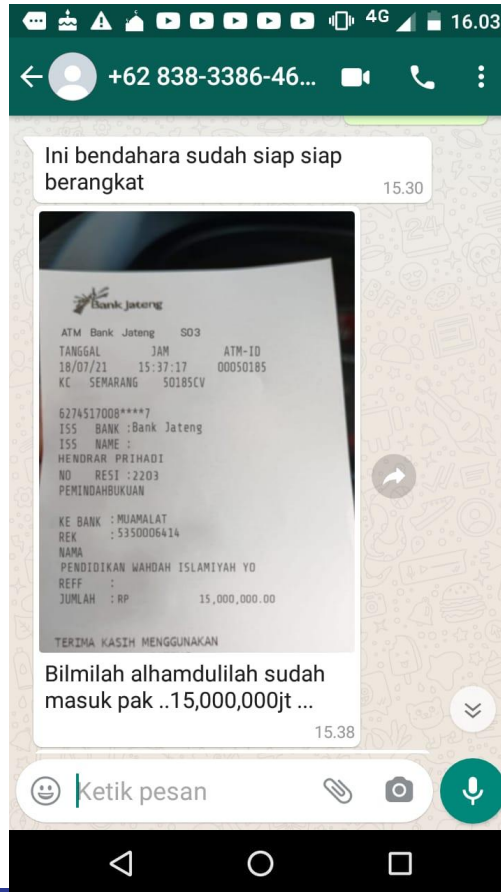 4G 16.03
+62 838-3386-46...
Ini bendahara sudah siap siap
berangkat
15.30
Bank Jateng
ATM Bank Jateng S03
TANGGAL JAM ATM-ID
18/07/21 15:37:17 00050185
KC SEMARANG S0185CV
6274517008****7
ISS BANK :Bank Jateng
ISS NAME :
HENDRAR PRIHADI
NO RESI :2203
PEMINDAHBUKUAN
KE BANK : MUAMALAT
REK : 5350006414
NAMA
PENDIDIKAN WAHDAH ISLAMIYAH YO
REFF :
JUMLAH : RP 15,000,000.00
TERIMA KASIH MENGGUNAKAN
Bilmilah alhamdulilah sudah
masuk pak ..15,000,000jt ...
15.38
Ketik pesan